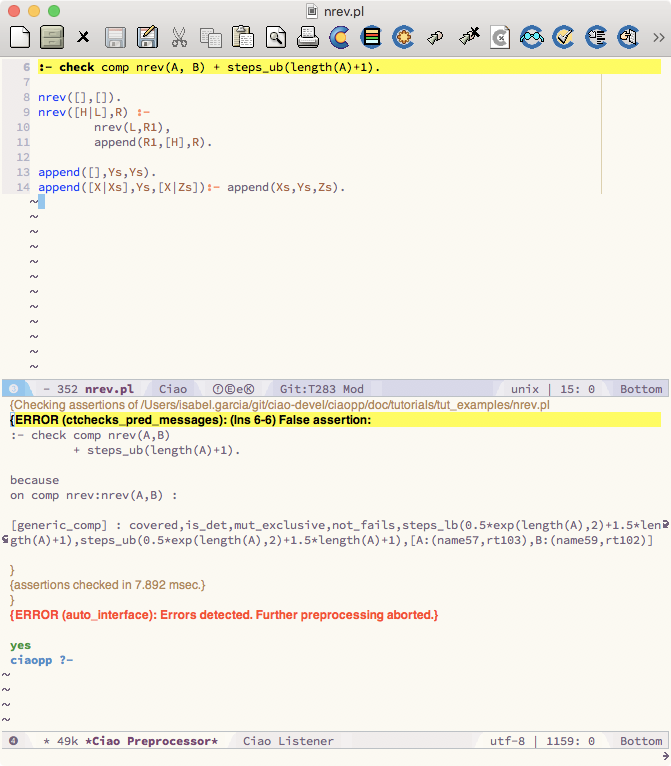 nrev.pl
6 :- check comp nrev(A, B) + steps_ub(length(A)+1).
7
8 nrev([],[]).
9 nrev([H|L],R) :-
10 nrev(L,R1),
11 append(R1,[H],R).
12
13 append([],Ys,Ys).
14 append([X|Xs],Ys,[X|Zs]):- append(Xs,Ys,Zs).
~
~
~
~
~
~
~
~
~
~
~
~
❸ - 352 nrev.pl Ciao ⓕⒺeⓀ Git:T283 Mod unix | 15: 0 Bottom
{Checking assertions of /Users/isabel.garcia/git/ciao-devel/ciaopp/doc/tutorials/tut_examples/nrev.pl
{ERROR (ctchecks_pred_messages): (lns 6-6) False assertion:
:- check comp nrev(A,B)
+ steps_ub(length(A)+1).
because
on comp nrev:nrev(A,B) :
[generic_comp] : covered,is_det,mut_exclusive,not_fails,steps_lb(0.5*exp(length(A),2)+1.5*len
gth(A)+1),steps_ub(0.5*exp(length(A),2)+1.5*length(A)+1),[A:(name57,rt103),B:(name59,rt102)]
}
{assertions checked in 7.892 msec.}
}
{ERROR (auto_interface): Errors detected. Further preprocessing aborted.}
yes
ciaopp ?-
~
~
~
~
❹ * 49k *Ciao Preprocessor* Ciao Listener utf-8 | 1159: 0 Bottom